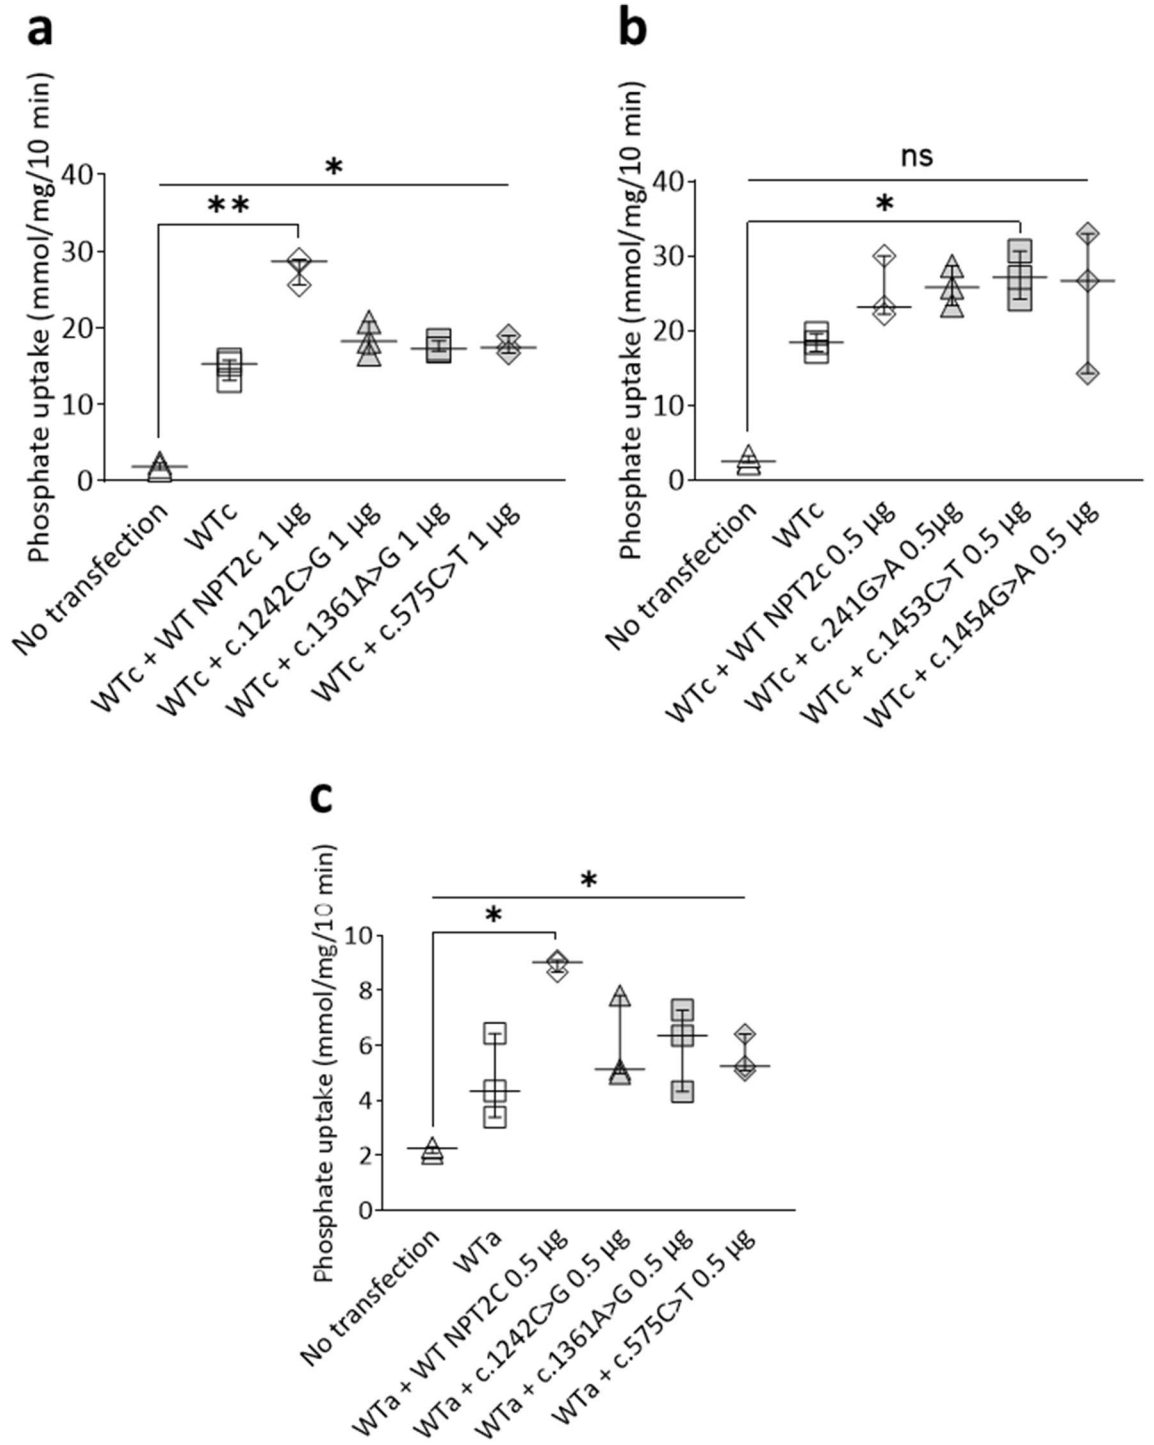 a
Phosphate uptake (mmol/mg/10 min)
*
**
40
30
20
10
0
No transfection
WTc
WTc + WT NPT2c 1 µg
WTc + c.1242C>G 1 µg
WTc + c.1361A>G 1 µg
WTc + c.575C>T 1 µg
b
Phosphate uptake (mmol/mg/10 min)
ns
*
40
30
20
10
0
No transfection
WTc
WTc + WT NPT2c 0.5 µg
WTc + c.241G>A 0.5µg
WTc + c.1453C>T 0.5 µg
WTc + c.1454G>A 0.5 µg
c
Phosphate uptake (mmol/mg/10 min)
*
*
10
8
6
4
2
0
No transfection
WTa
WTa + WT NPT2C 0.5 µg
WTa + c.1242C>G 0.5 µg
WTa + c.1361A>G 0.5 µg
WTa + c.575C>T 0.5 µg